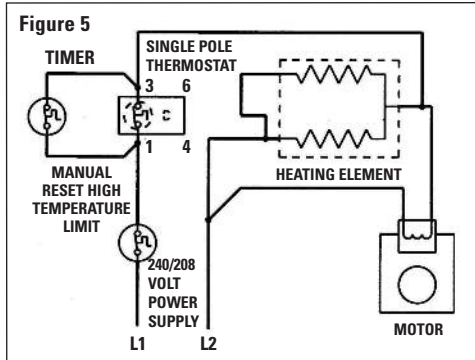 Figure 5
TIMER
SINGLE POLE
THERMOSTAT
3 6
1 4
MANUAL
RESET HIGH
TEMPERATURE
LIMIT
HEATING ELEMENT
240/208
VOLT
POWER
SUPPLY
L1 L2
MOTOR